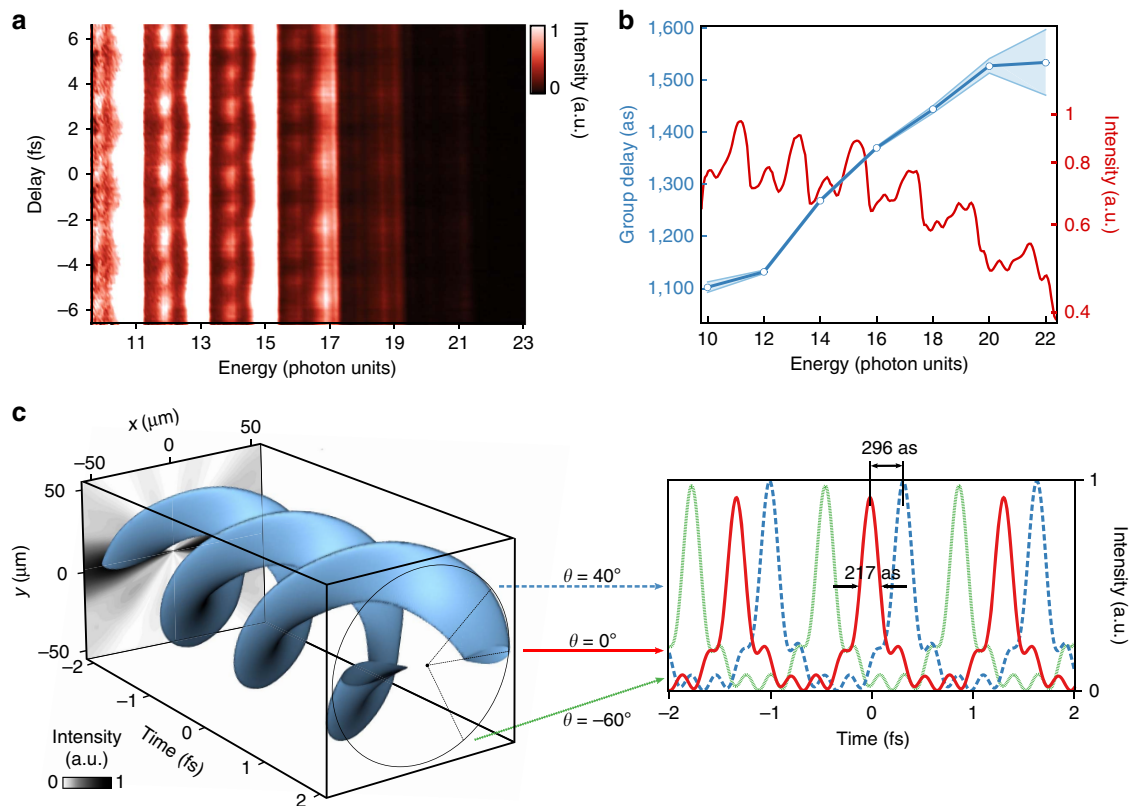 a
6
4
2
0
−2
−4
−6
Delay (fs)
11
13
15
17
19
21
23
Energy (photon units)
1
0
Intensity (a.u.)
b
1,600
1,500
1,400
1,300
1,200
1,100
Group delay (as)
10
12
14
16
18
20
22
Energy (photon units)
1
0.8
0.6
0.4
Intensity (a.u.)
c
x (μm)
−50
0
50
50
0
−50
y (μm)
−2
−1
0
1
2
Time (fs)
Intensity
(a.u.)
0
1
θ = 40°
θ = 0°
θ = −60°
296 as
217 as
1
0
Intensity (a.u.)
−2
−1
0
1
2
Time (fs)